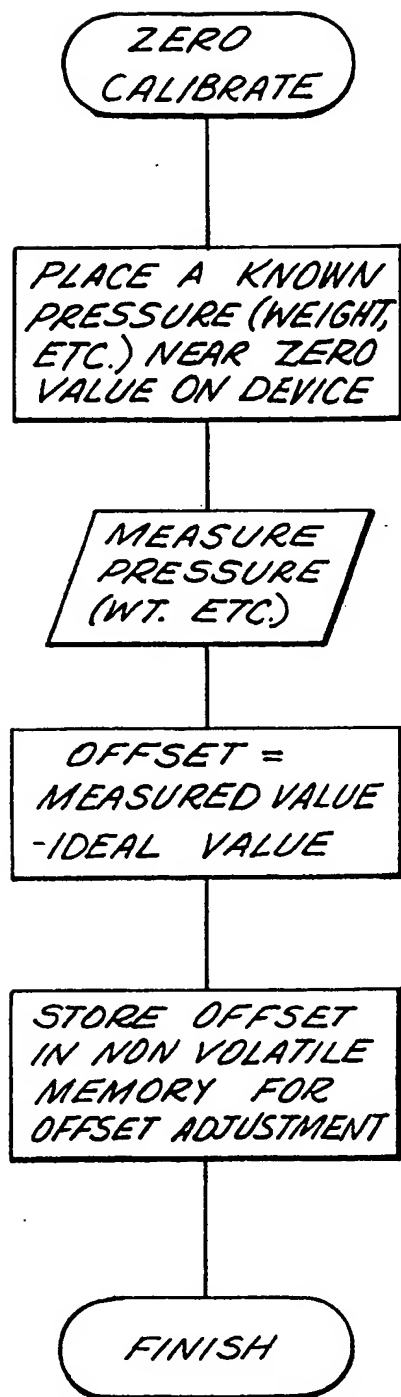 ZERO
CALIBRATE
PLACE A KNOWN
PRESSURE (WEIGHT,
ETC.) NEAR ZERO
VALUE ON DEVICE
MEASURE
PRESSURE
(WT. ETC.)
OFFSET =
MEASURED VALUE
-IDEAL VALUE
STORE OFFSET
IN NON VOLATILE
MEMORY FOR
OFFSET ADJUSTMENT
FINISH